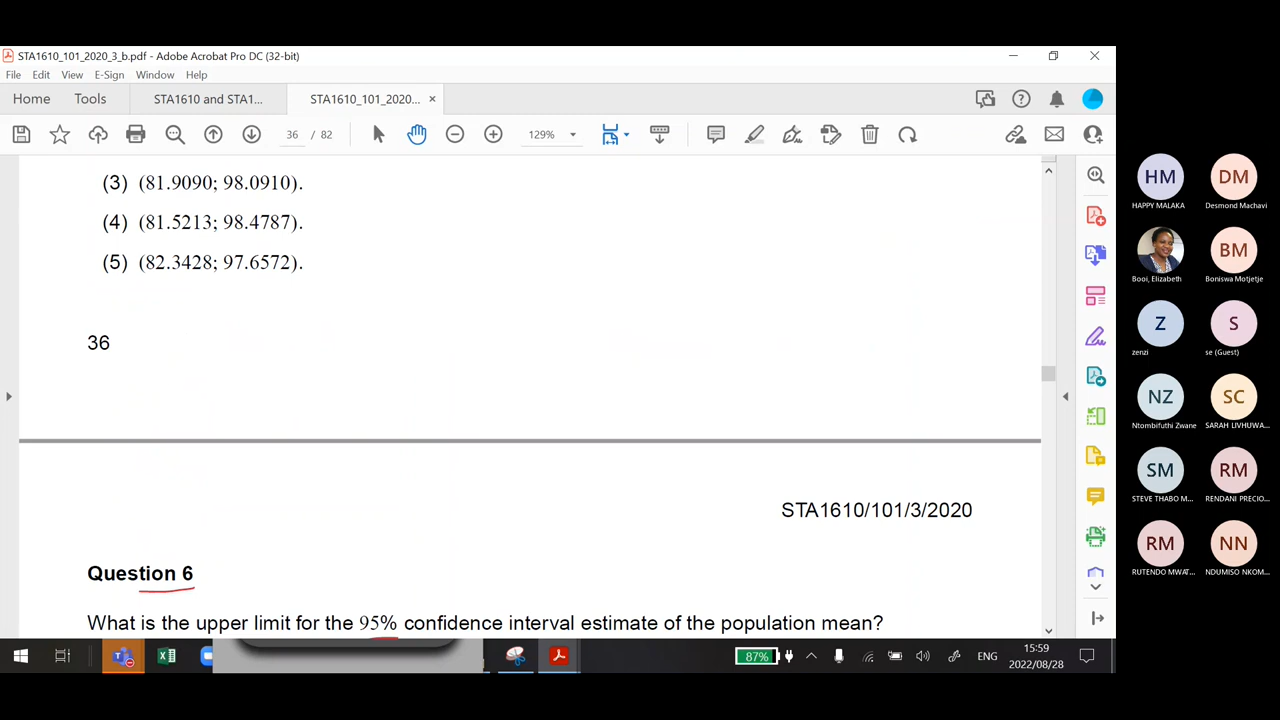 STA1610_101_2020_3_b.pdf - Adobe Acrobat Pro DC (32-bit)
File Edit View E-Sign Window Help
Home Tools STA1610 and STA1... STA1610_101_2020... ×
36 / 82 129%
(3) (81.9090; 98.0910).
(4) (81.5213; 98.4787).
(5) (82.3428; 97.6572).
36
STA1610/101/3/2020
Question 6
What is the upper limit for the 95% confidence interval estimate of the population mean?
HM DM
HAPPY MALAKA Desmond Machavi
BM
Booi, Elizabeth Boniswa Motjetje
Z S
zenzi se (Guest)
NZ SC
Ntombifuthi Zwane SARAH LIVHUWA...
SM RM
STEVE THABO M... RENDANI PRECIO...
RM NN
RUTENDO MWAT... NDUMISO NKOM...
87% ENG 15:59
2022/08/28